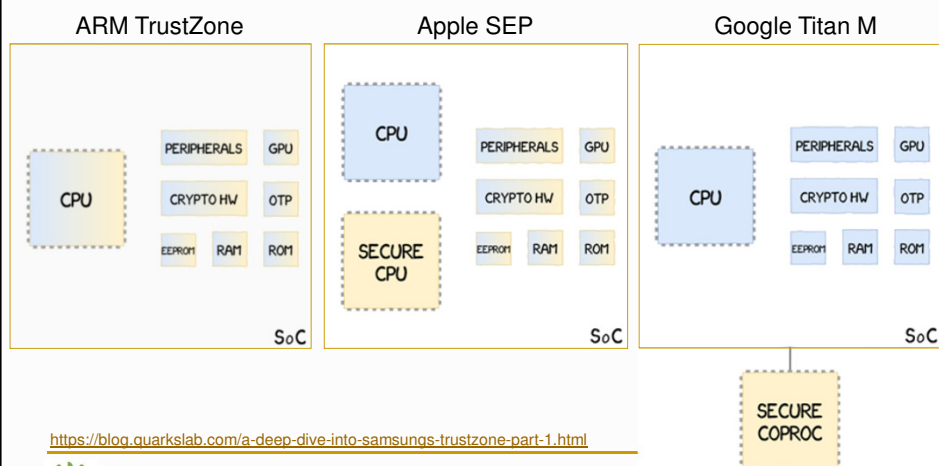 ARM TrustZone
CPU
PERIPHERALS
GPU
CRYPTO HW
OTP
EEPROM
RAM
ROM
SoC
Apple SEP
CPU
SECURE
CPU
PERIPHERALS
GPU
CRYPTO HW
OTP
EEPROM
RAM
ROM
SoC
Google Titan M
CPU
PERIPHERALS
GPU
CRYPTO HW
OTP
EEPROM
RAM
ROM
SoC
SECURE
COPROC
https://blog.quarkslab.com/a-deep-dive-into-samsungs-trustzone-part-1.html